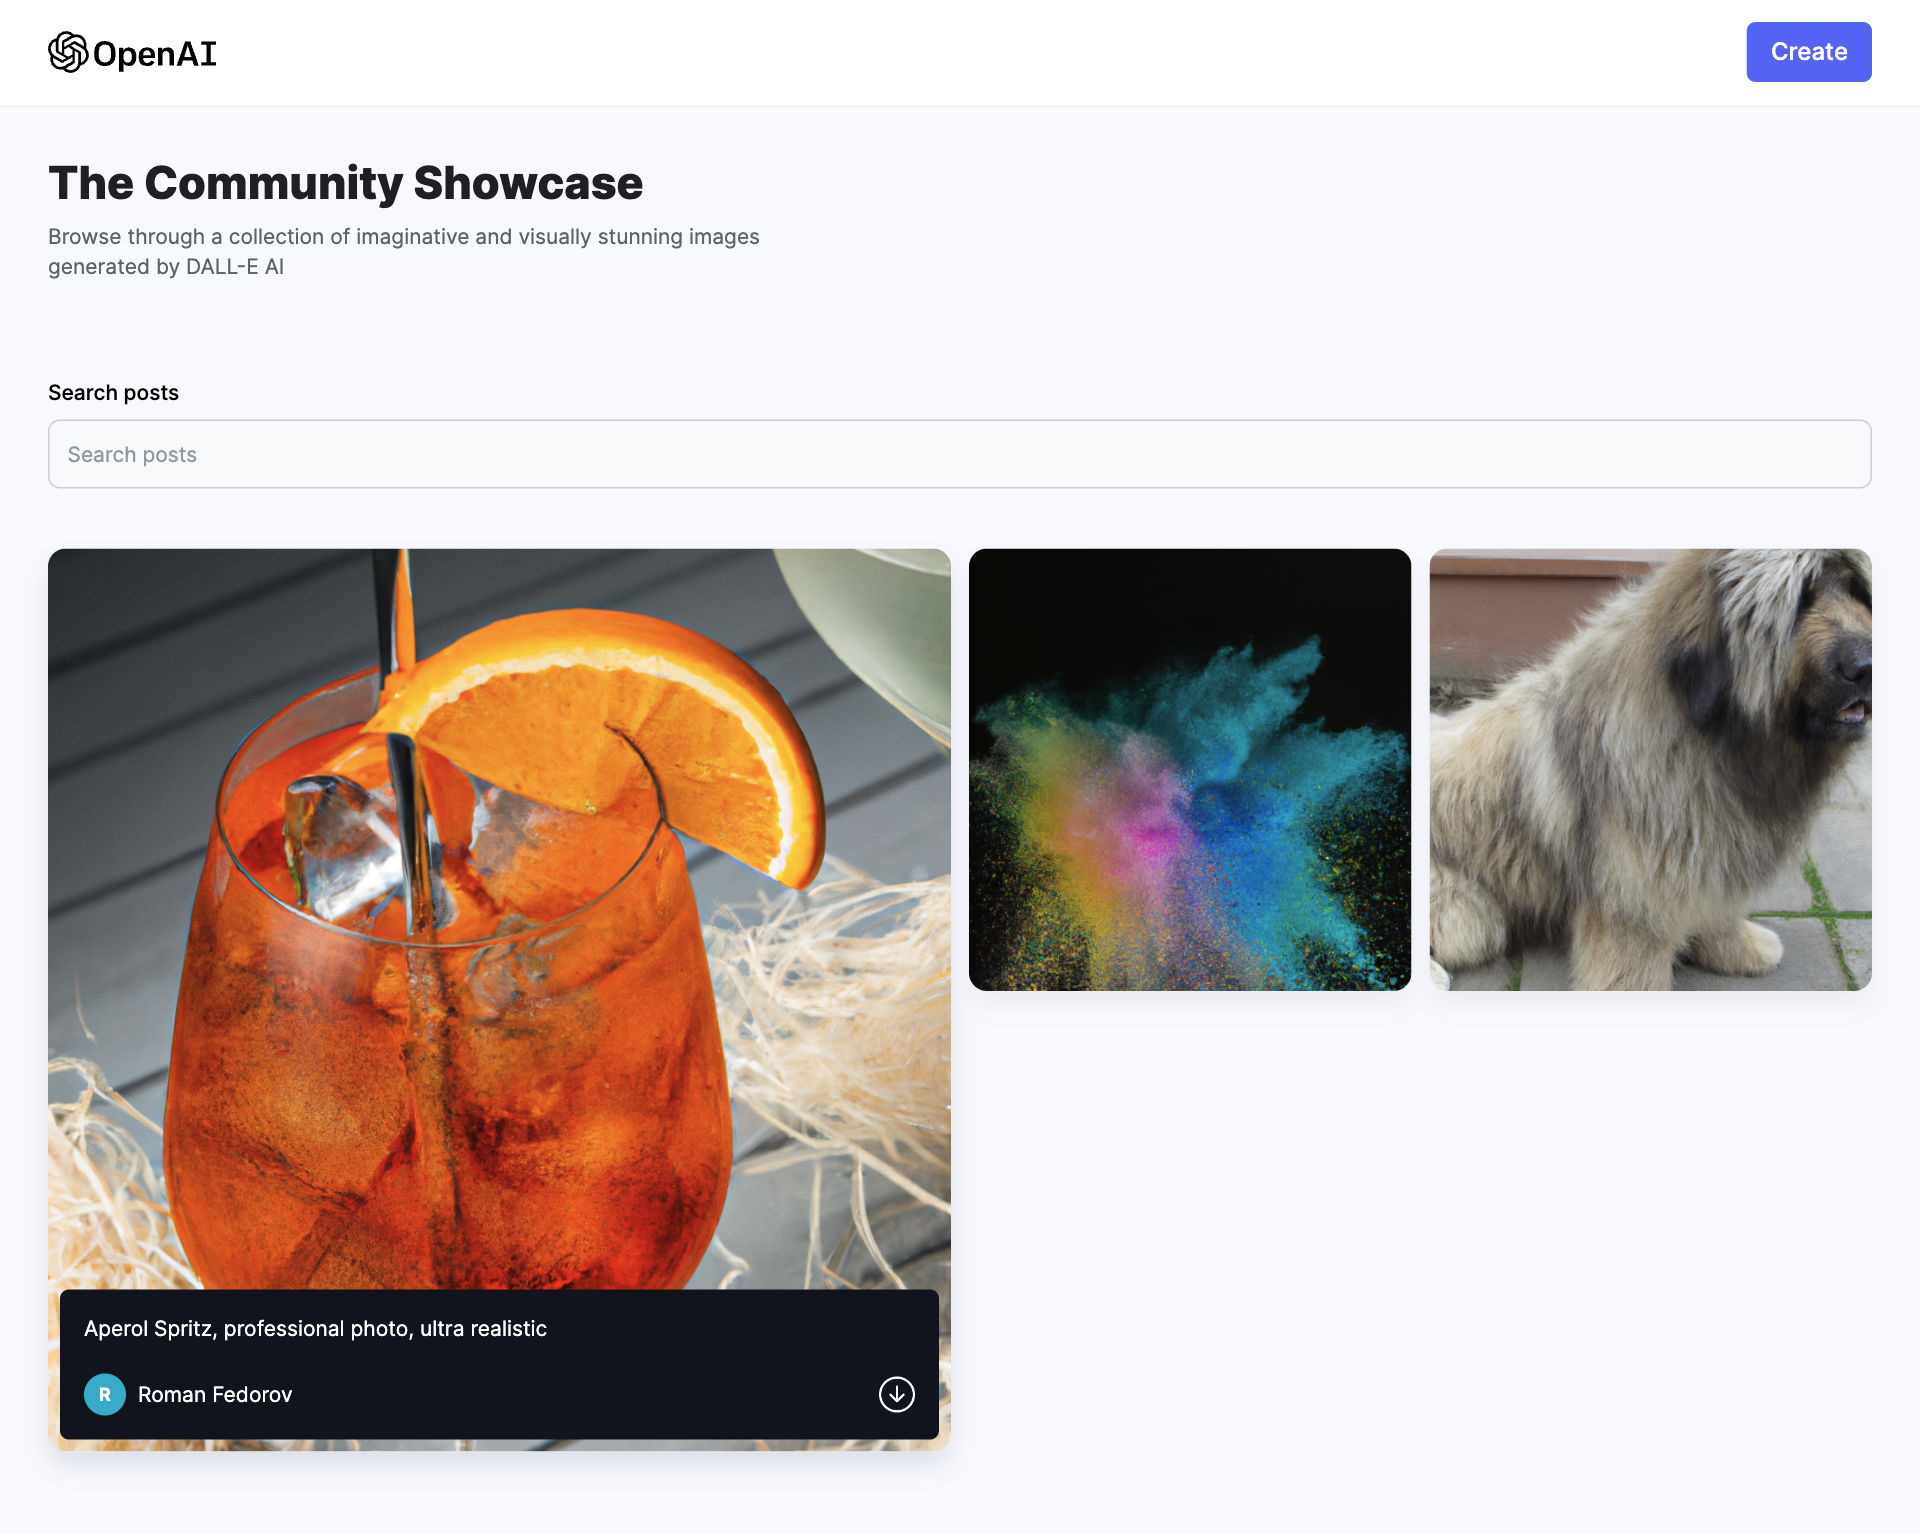 OpenAI
Create
The Community Showcase
Browse through a collection of imaginative and visually stunning images
generated by DALL-E AI
Search posts
Search posts
Aperol Spritz, professional photo, ultra realistic
R
Roman Fedorov